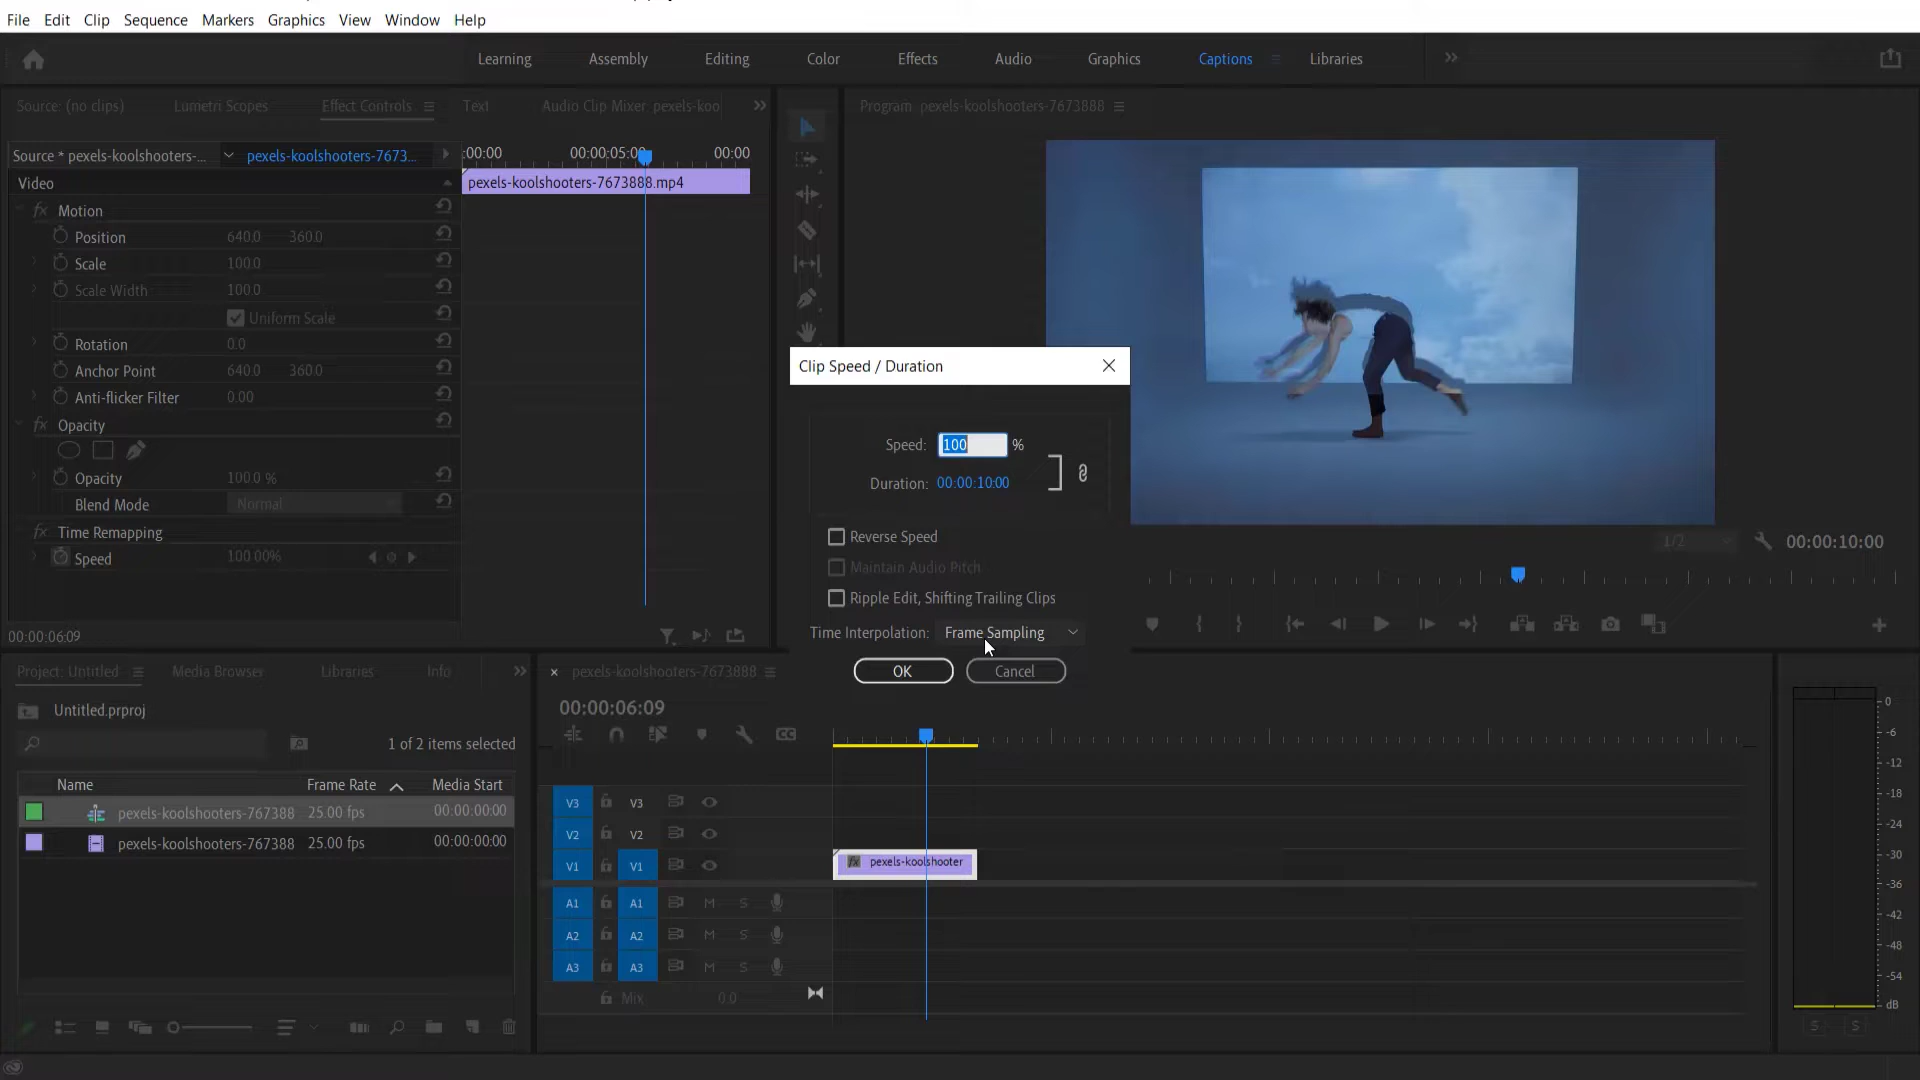 File Edit Clip Sequence Markers Graphics View Window Help
Learning Assembly Editing Color Effects Audio Graphics Captions Libraries
Source: (no clips) Lumetri Scopes Effect Controls Text Audio Clip Mixer: pexels-koo
Program: pexels-koolshooters-7673888
Source * pexels-koolshooters-... pexels-koolshooters-7673...
:00:00 00:00:05:00 00:00
Video
pexels-koolshooters-7673888.mp4
fx Motion
Position 640.0 360.0
Scale 100.0
Scale Width 100.0
Uniform Scale
Rotation 0.0
Anchor Point 640.0 360.0
Anti-flicker Filter 0.00
fx Opacity
Opacity 100.0 %
Blend Mode Normal
fx Time Remapping
Speed 100.00%
00:00:06:09
Clip Speed / Duration
Speed: 100 %
Duration: 00:00:10:00
Reverse Speed
Maintain Audio Pitch
Ripple Edit, Shifting Trailing Clips
Time Interpolation: Frame Sampling
OK Cancel
1/2 00:00:10:00
Project: Untitled Media Browser Libraries Info
Untitled.prproj
1 of 2 items selected
Name Frame Rate Media Start
pexels-koolshooters-767388 25.00 fps 00:00:00:00
pexels-koolshooters-767388 25.00 fps 00:00:00:00
pexels-koolshooters-7673888
00:00:06:09
CC
V3 V3
V2 V2
V1 V1 fx pexels-koolshooter
A1 A1 M S
A2 A2 M S
A3 A3 M S
Mix 0.0
0
-6
-12
-18
-24
-30
-36
-42
-48
-54
dB
S S